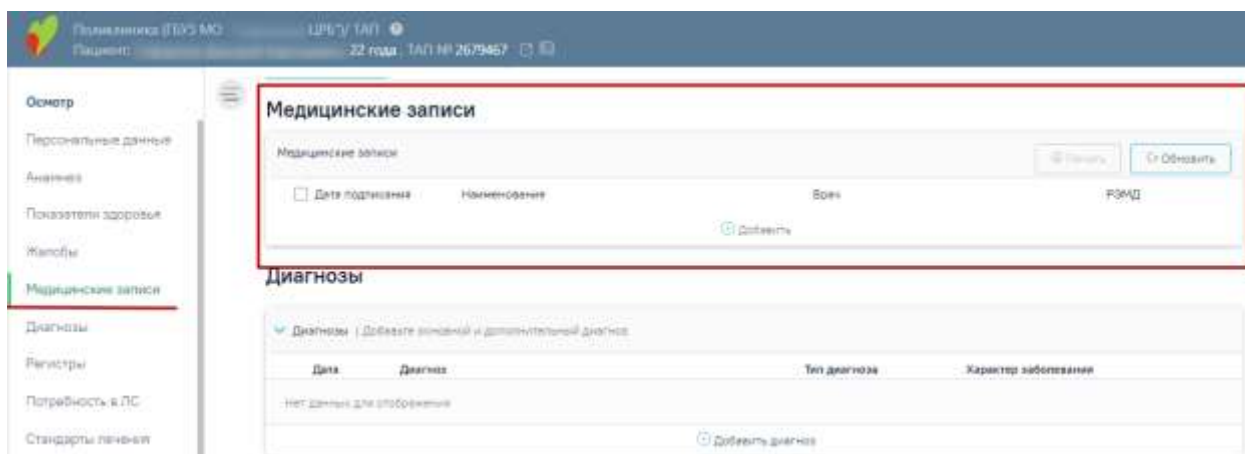 Поликлиника (ГБУЗ МО ЦРБ")/ ТАП
Пациент: 22 года ТАП № 2679467
Осмотр
Персональные данные
Анамнез
Показатели здоровья
Жалобы
Медицинские записи
Диагнозы
Регистры
Потребность в ЛС
Стандарты лечения
Медицинские записи
Медицинские записи Печать Обновить
Дата подписания Наименование Врач РЭМД
Добавить
Диагнозы
Диагнозы | Добавьте основной и дополнительный диагноз
Дата Диагноз Тип диагноза Характер заболевания
Нет данных для отображения
Добавить диагноз